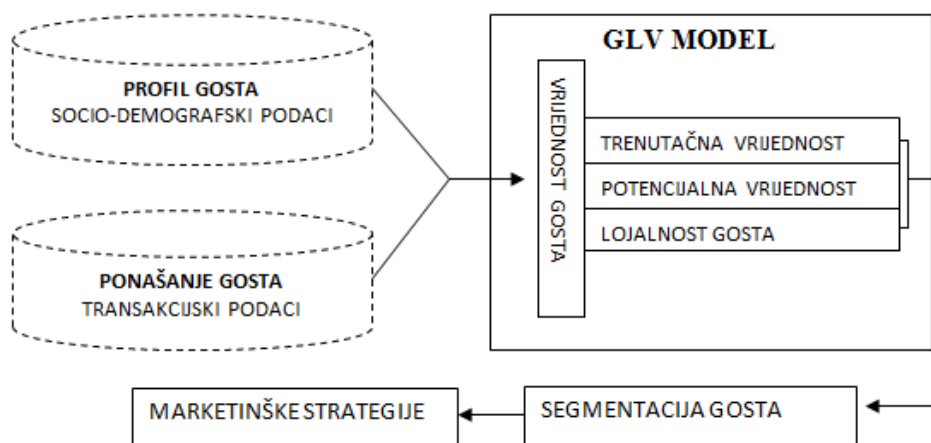 PROFIL GOSTA
SOCIO-DEMOGRAFSKI PODACI
PONAŠANJE GOSTA
TRANSAKCIJSKI PODACI
GLV MODEL
VRIJEDNOST GOSTA
TRENUTAČNA VRIJEDNOST
POTENCIJALNA VRIJEDNOST
LOJALNOST GOSTA
MARKETINŠKE STRATEGIJE
SEGMENTACIJA GOSTA